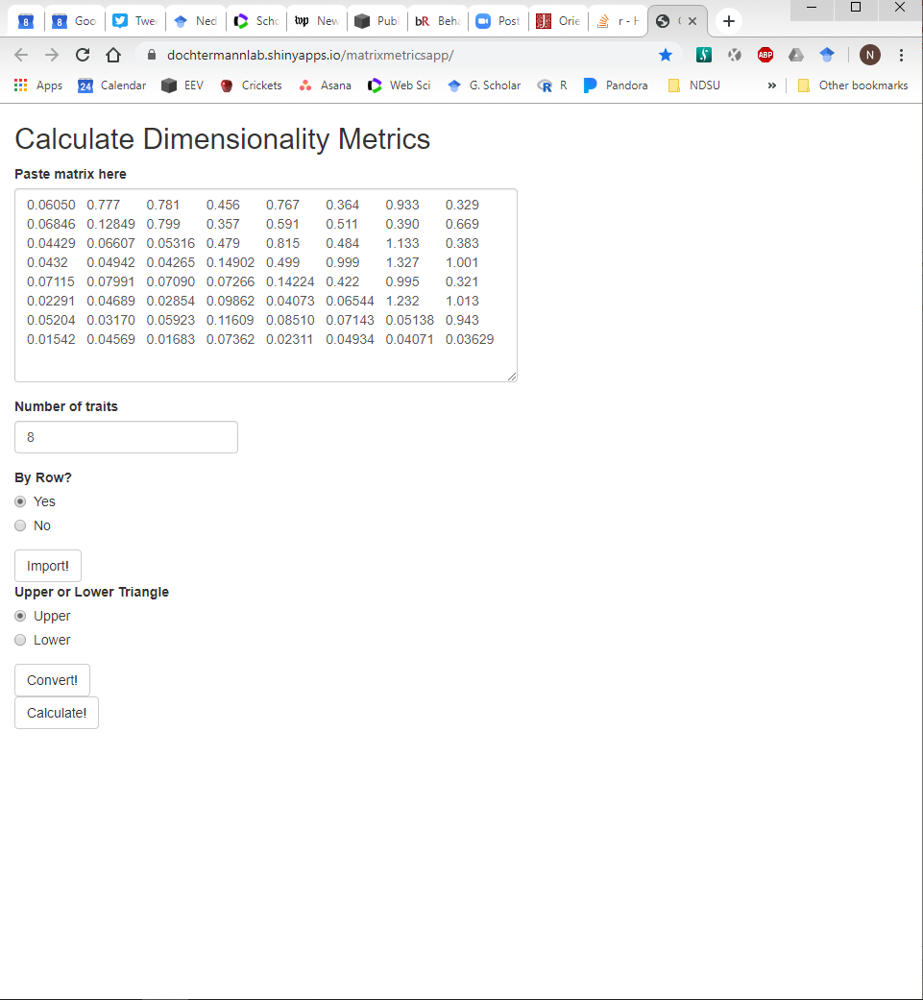 8 8 Goo Twe Ned Scho wp New Publ bR Beha Post Orie r - H
dochtermannlab.shinyapps.io/matrixmetricsapp/ ABP N
Apps 24 Calendar EEV Crickets Asana Web Sci G. Scholar R Pandora NDSU » Other bookmarks
Calculate Dimensionality Metrics
Paste matrix here
0.06050 0.777 0.781 0.456 0.767 0.364 0.933 0.329
0.06846 0.12849 0.799 0.357 0.591 0.511 0.390 0.669
0.04429 0.06607 0.05316 0.479 0.815 0.484 1.133 0.383
0.0432 0.04942 0.04265 0.14902 0.499 0.999 1.327 1.001
0.07115 0.07991 0.07090 0.07266 0.14224 0.422 0.995 0.321
0.02291 0.04689 0.02854 0.09862 0.04073 0.06544 1.232 1.013
0.05204 0.03170 0.05923 0.11609 0.08510 0.07143 0.05138 0.943
0.01542 0.04569 0.01683 0.07362 0.02311 0.04934 0.04071 0.03629
Number of traits
8
By Row?
Yes
No
Import!
Upper or Lower Triangle
Upper
Lower
Convert!
Calculate!